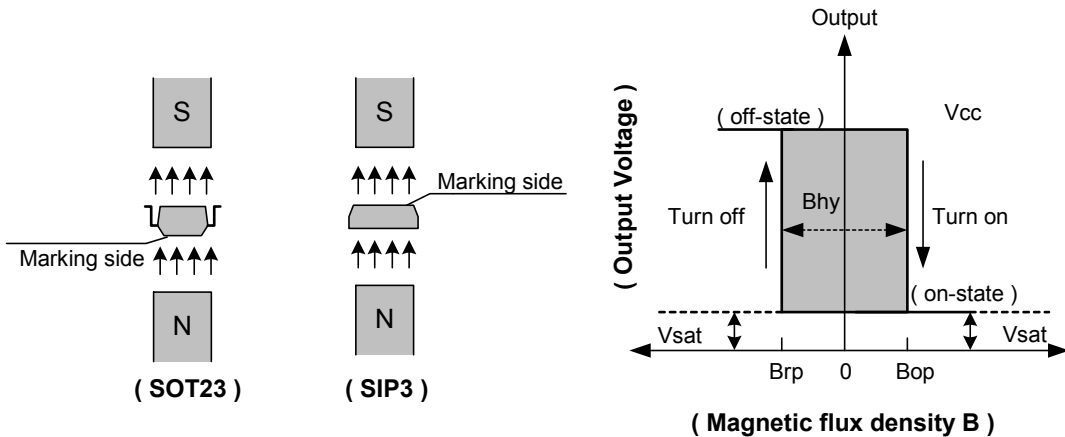 S
N
Marking side
( SOT23 )
S
N
Marking side
( SIP3 )
Output
( Output Voltage )
( off-state )
Vcc
Turn off
Bhy
Turn on
( on-state )
Vsat
Vsat
Brp
0
Bop
( Magnetic flux density B )